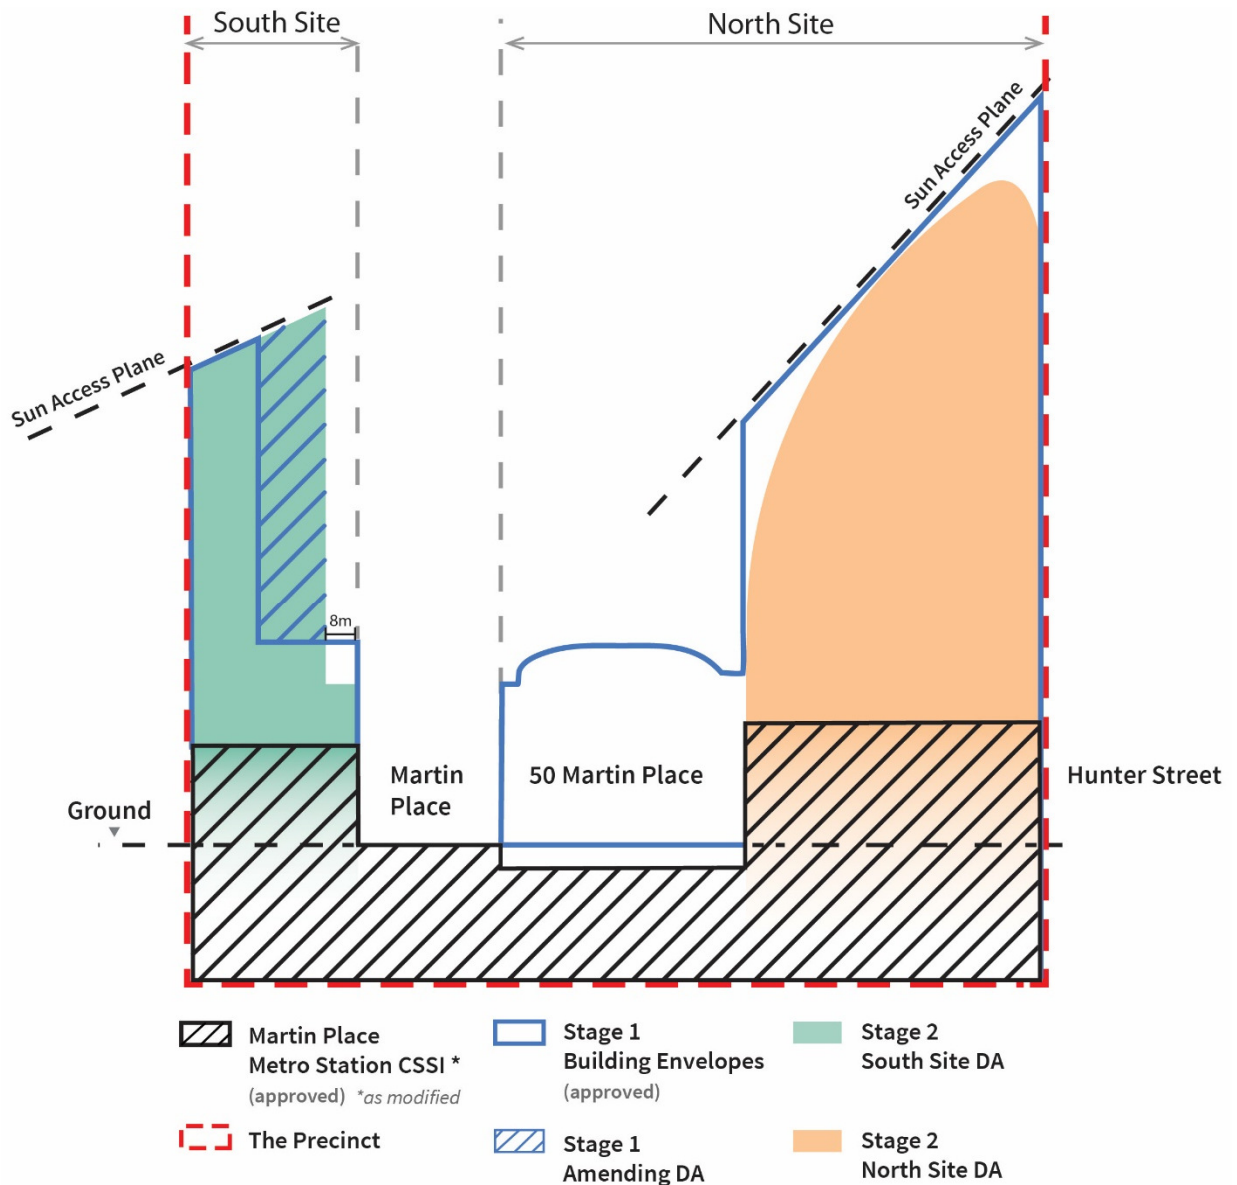 South Site
North Site
Sun Access Plane
Sun Access Plane
8m
Martin
Place
50 Martin Place
Hunter Street
Ground
Martin Place
Metro Station CSSI *
(approved) *as modified
Stage 1
Building Envelopes
(approved)
Stage 2
South Site DA
The Precinct
Stage 1
Amending DA
Stage 2
North Site DA